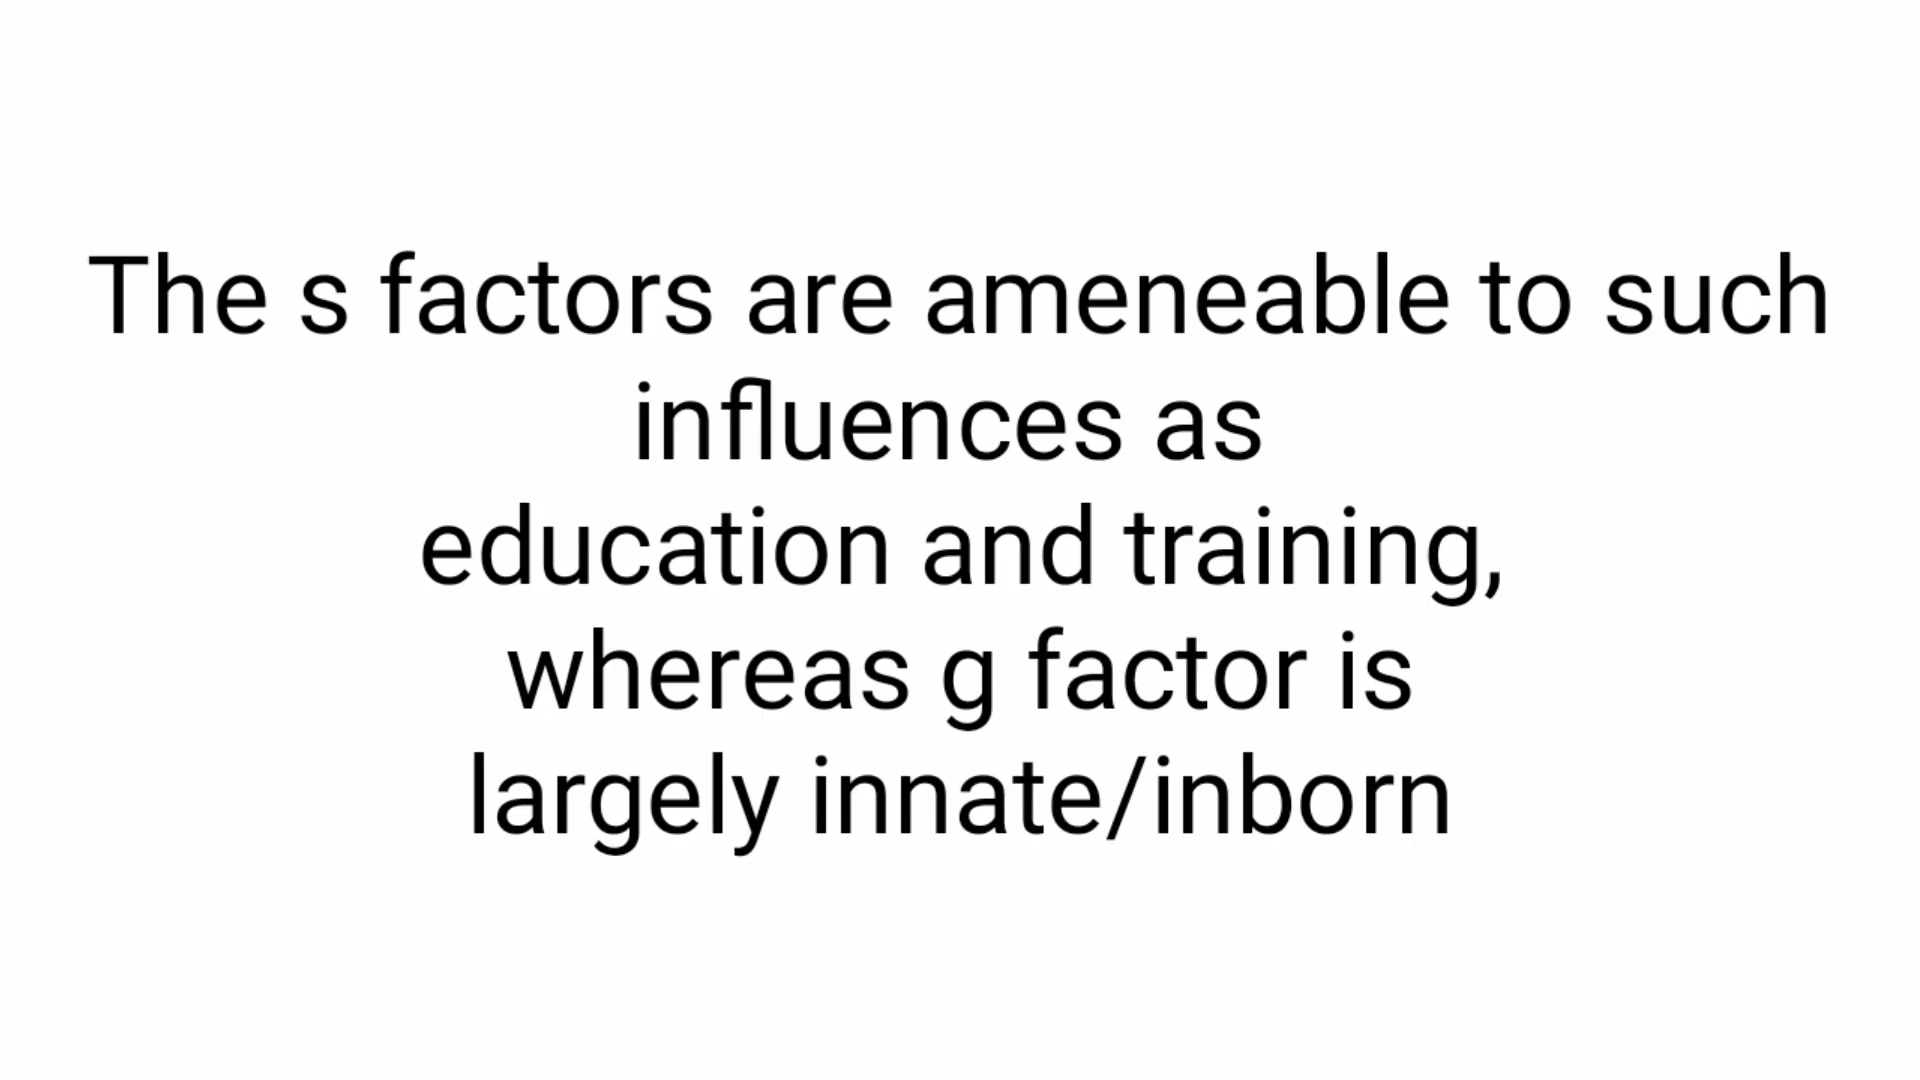 The s factors are ameneable to such
influences as
education and training,
whereas g factor is
largely innate/inborn